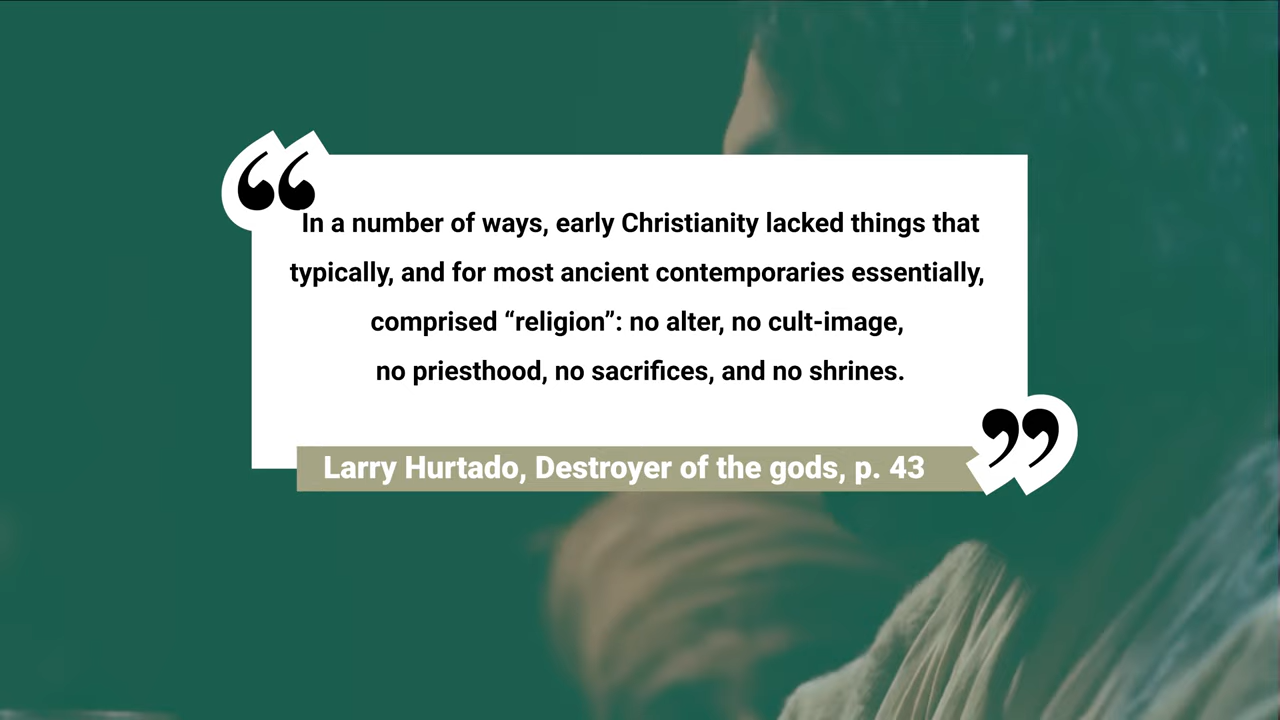 “In a number of ways, early Christianity lacked things that
typically, and for most ancient contemporaries essentially,
comprised “religion”: no alter, no cult-image,
no priesthood, no sacrifices, and no shrines.
”
Larry Hurtado, Destroyer of the gods, p. 43